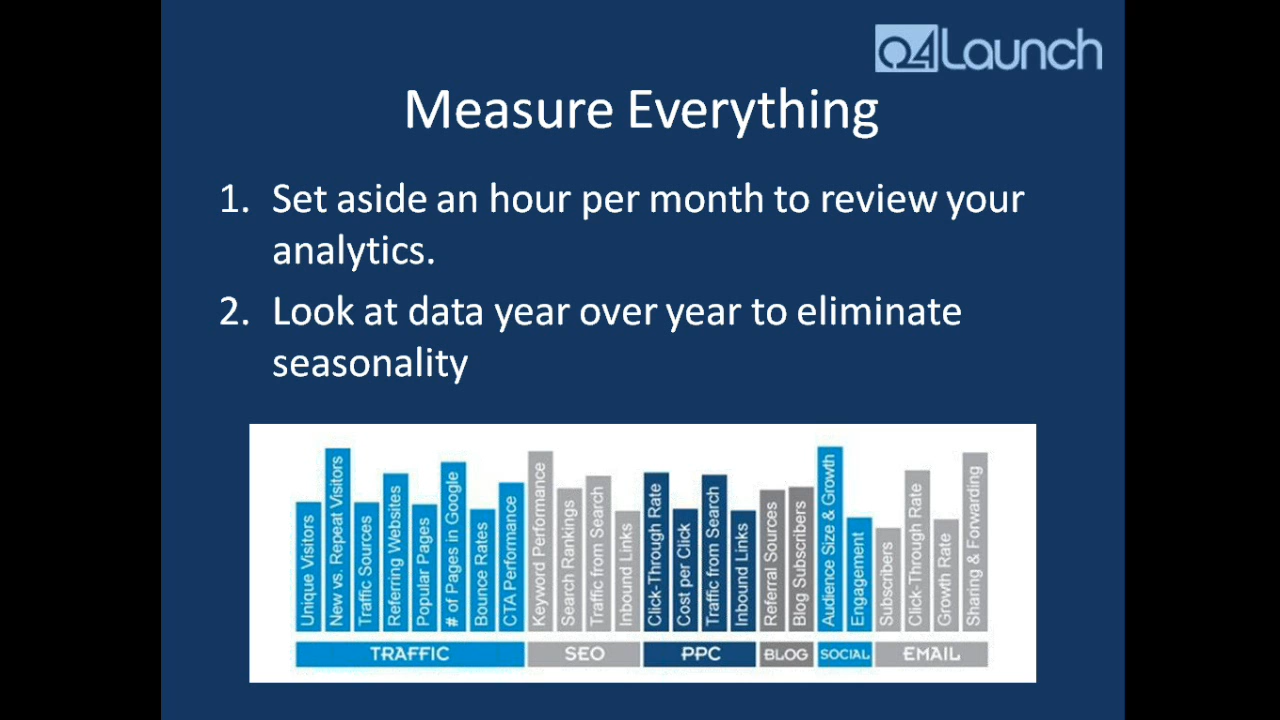 Q4Launch
Measure Everything
1. Set aside an hour per month to review your
analytics.
2. Look at data year over year to eliminate
seasonality
Unique Visitors
New vs. Repeat Visitors
Traffic Sources
Referring Websites
Popular Pages
# of Pages in Google
Bounce Rates
CTA Performance
Keyword Performance
Search Rankings
Traffic from Search
Inbound Links
Click-Through Rate
Cost per Click
Traffic from Search
Inbound Links
Referral Sources
Blog Subscribers
Audience Size & Growth
Engagement
Subscribers
Click-Through Rate
Growth Rate
Sharing & Forwarding
TRAFFIC SEO PPC BLOG SOCIAL EMAIL